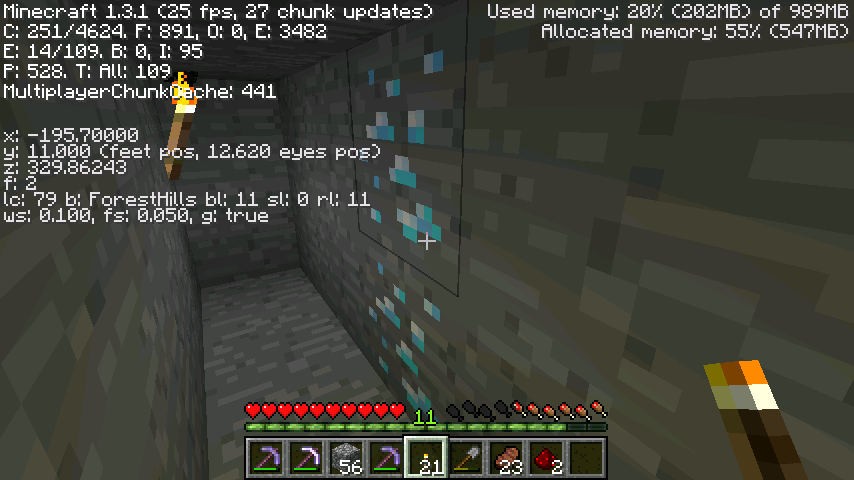 Minecraft 1.3.1 (25 fps, 27 chunk updates)
C: 251/4624. F: 891, O: 0, E: 3482
E: 14/109. B: 0, I: 95
P: 528. T: All: 109
MultiplayerChunkCache: 441
Used memory: 20% (202MB) of 989MB
Allocated memory: 55% (547MB)
x: -195.70000
y: 11.000 (feet pos, 12.620 eyes pos)
z: 329.86243
f: 2
lc: 79 b: ForestHills bl: 11 sl: 0 rl: 11
ws: 0.100, fs: 0.050, g: true
11
56
21
23
2